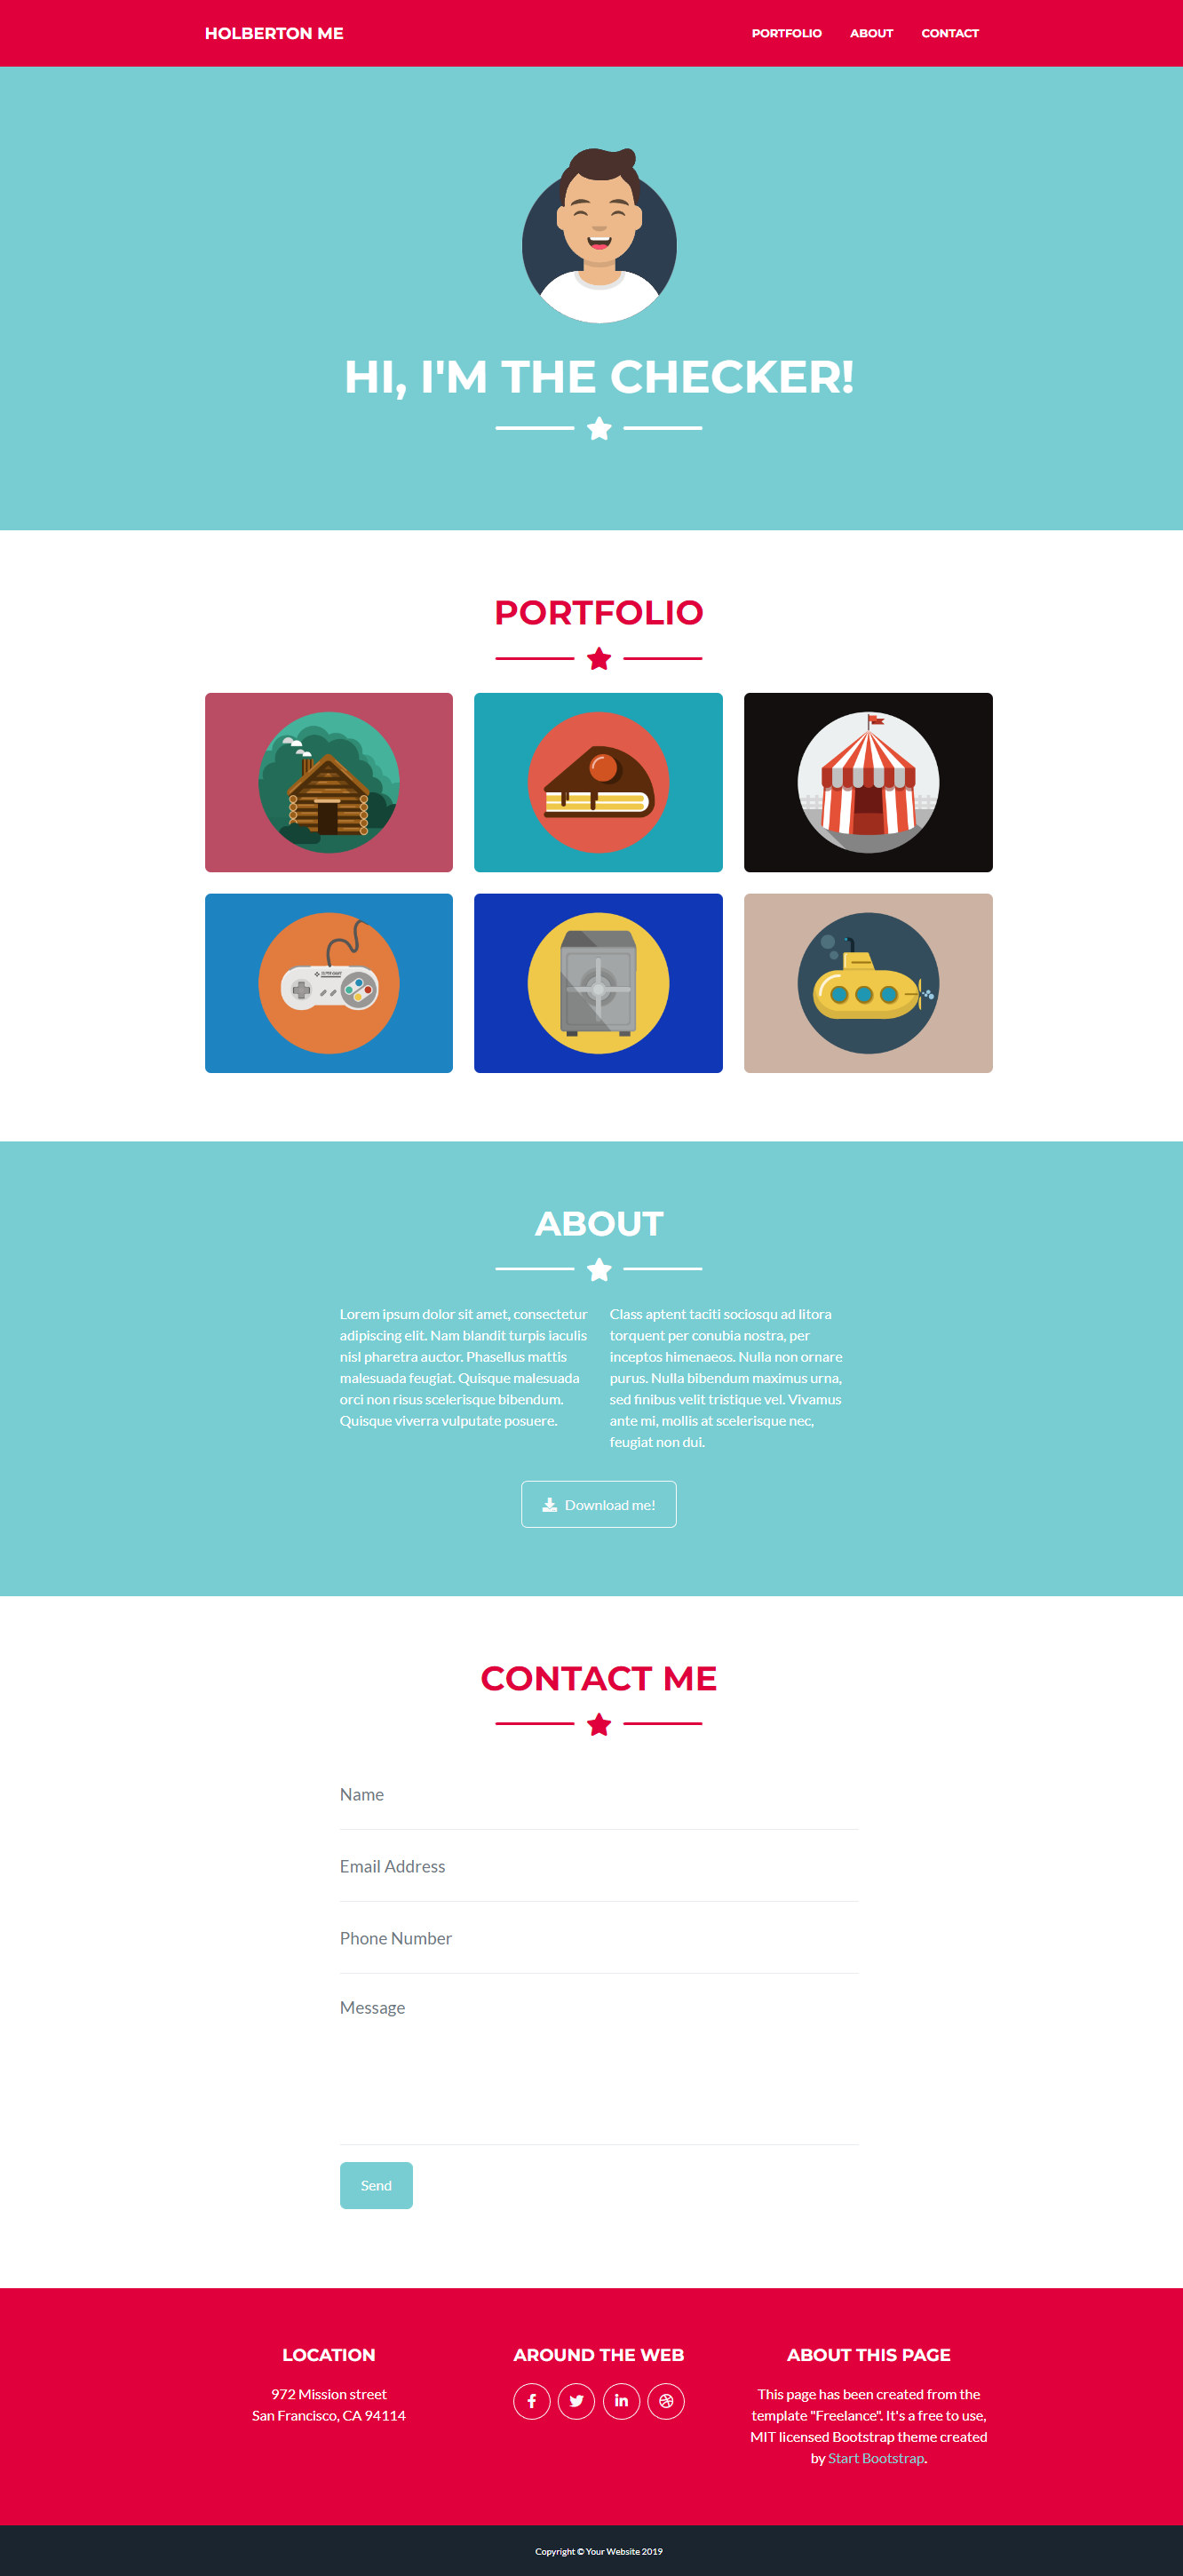 HOLBERTON ME
PORTFOLIO ABOUT CONTACT
HI, I'M THE CHECKER!
PORTFOLIO
ABOUT
Lorem ipsum dolor sit amet, consectetur
adipiscing elit. Nam blandit turpis iaculis
nisl pharetra auctor. Phasellus mattis
malesuada feugiat. Quisque malesuada
orci non risus scelerisque bibendum.
Quisque viverra vulputate posuere.
Class aptent taciti sociosqu ad litora
torquent per conubia nostra, per
inceptos himenaeos. Nulla non ornare
purus. Nulla bibendum maximus urna,
sed finibus velit tristique vel. Vivamus
ante mi, mollis at scelerisque nec,
feugiat non dui.
Download me!
CONTACT ME
Name
Email Address
Phone Number
Message
Send
LOCATION
972 Mission street
San Francisco, CA 94114
AROUND THE WEB
ABOUT THIS PAGE
This page has been created from the
template "Freelance". It's a free to use,
MIT licensed Bootstrap theme created
by Start Bootstrap.
Copyright © Your Website 2019